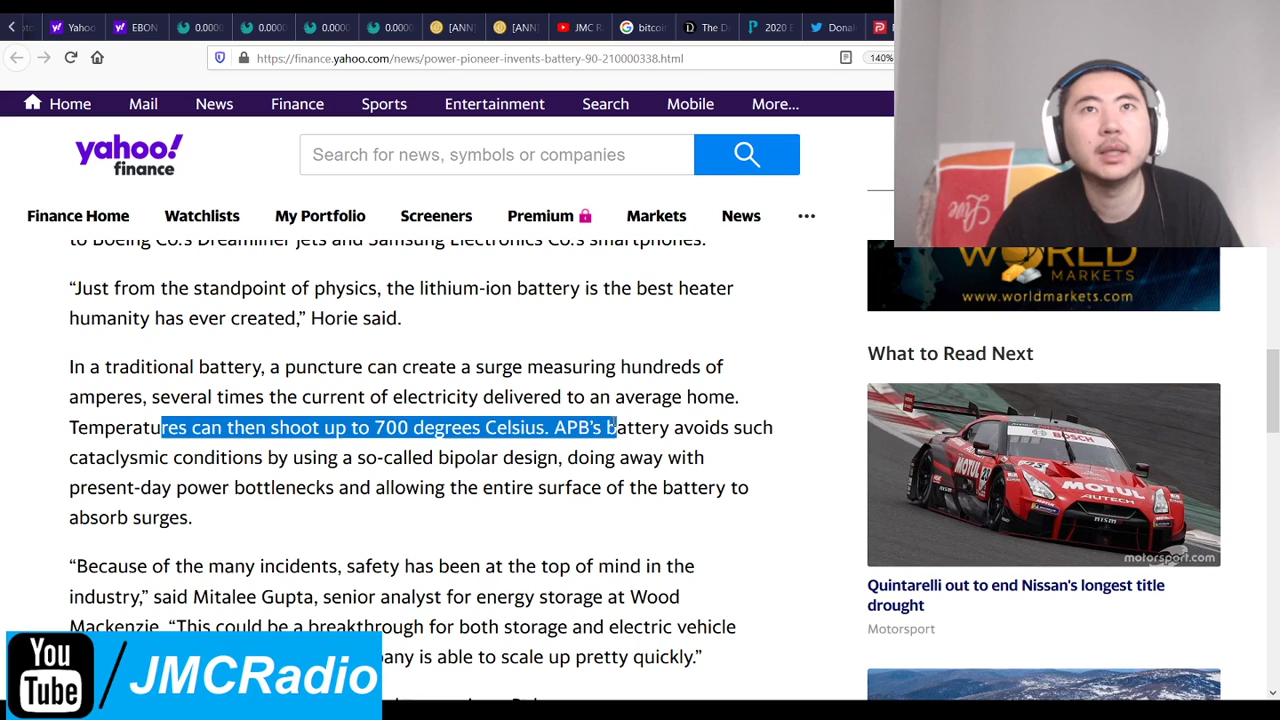 Yahoo
EBON
0.0000
0.0000
0.0000
0.0000
[ANN]
[ANN]
JMC R
bitcoin
The D
2020 E
Donal
https://finance.yahoo.com/news/power-pioneer-invents-battery-90-210000338.html
140%
Home
Mail
News
Finance
Sports
Entertainment
Search
Mobile
More...
yahoo!
finance
Search for news, symbols or companies
Finance Home
Watchlists
My Portfolio
Screeners
Premium
Markets
News
to Boeing Co.'s Dreamliner jets and Samsung Electronics Co.'s smartphones.
“Just from the standpoint of physics, the lithium-ion battery is the best heater
humanity has ever created,” Horie said.
In a traditional battery, a puncture can create a surge measuring hundreds of
amperes, several times the current of electricity delivered to an average home.
Temperatures can then shoot up to 700 degrees Celsius. APB’s battery avoids such
cataclysmic conditions by using a so-called bipolar design, doing away with
present-day power bottlenecks and allowing the entire surface of the battery to
absorb surges.
“Because of the many incidents, safety has been at the top of mind in the
industry,” said Mitalee Gupta, senior analyst for energy storage at Wood
Mackenzie. “This could be a breakthrough for both storage and electric vehicle
any is able to scale up pretty quickly.”
Live
WORLD
MARKETS
www.worldmarkets.com
What to Read Next
BOSCH
MOTUL
23
MOTUL
AUTECH
nismo
motorsport.com
Quintarelli out to end Nissan's longest title
drought
Motorsport
You
Tube
JMCRadio